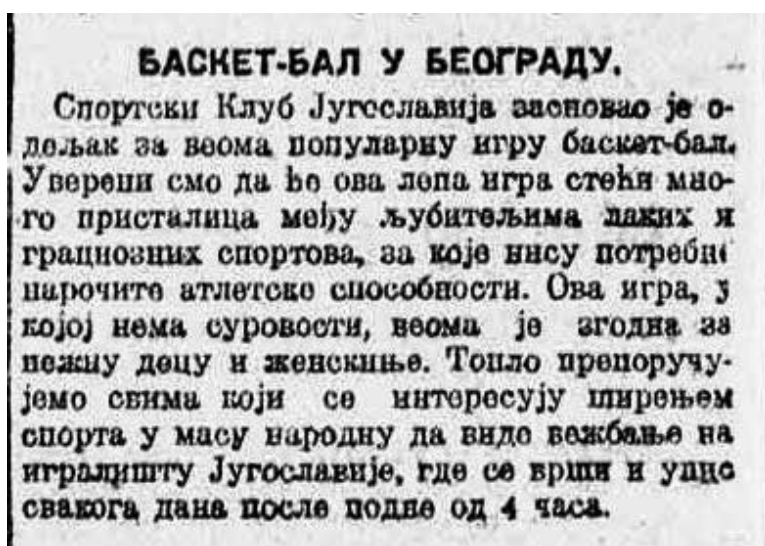 БАСКЕТ-БАЛ У БЕОГРАДУ.
Спортски Клуб Југославија засновао је о-
дељак за веома популарну игру баскет-бал.
Уверени смо да ће ова лепа игра стећи мно-
го присталица међу љубитељима лаких и
грациозних спортова, за које нису потребне
нарочите атлетске способности. Ова игра, у
којој нема суровости, веома је згодна за
нежну децу и женскиње. Топло препоручу-
јемо свима који се интересују ширењем
спорта у масу народну да виде вежбање на
игралишту Југославије, где се врши и упис
свакога дана после подне од 4 часа.